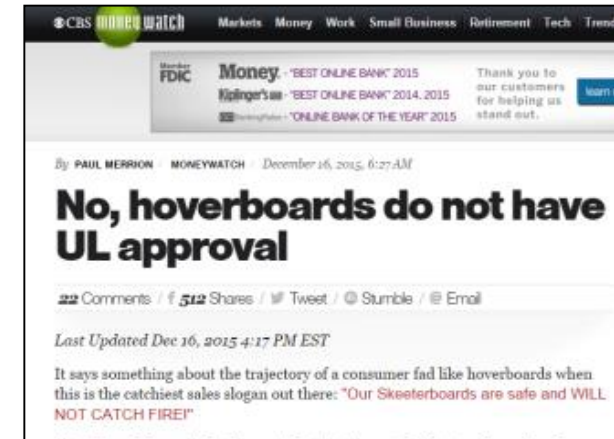 CBS money watch Markets Money Work Small Business Retirement Tech Trend
Member
FDIC
Money - "BEST ONLINE BANK" 2015
Kiplinger's - "BEST ONLINE BANK" 2014, 2015
- "ONLINE BANK OF THE YEAR" 2015
Thank you to
our customers
for helping us
stand out.
learn
By PAUL MERRION MONEYWATCH December 16, 2015, 6:27 AM
No, hoverboards do not have
UL approval
22 Comments / f 512 Shares / Tweet / Stumble / @ Email
Last Updated Dec 16, 2015 4:17 PM EST
It says something about the trajectory of a consumer fad like hoverboards when
this is the catchiest sales slogan out there: "Our Skeeterboards are safe and WILL
NOT CATCH FIRE!"